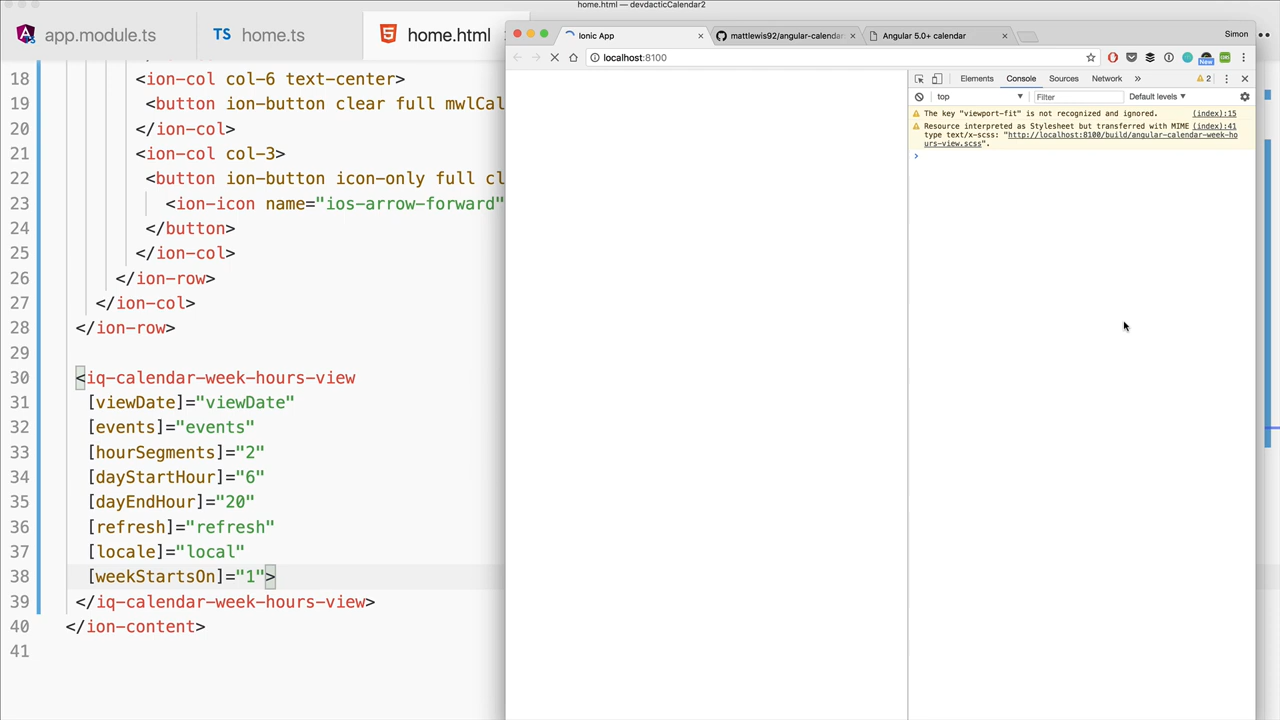 home.html — devdacticCalendar2
app.module.ts
TS home.ts
home.html
18 <ion-col col-6 text-center>
19 <button ion-button clear full mwlCal
20 </ion-col>
21 <ion-col col-3>
22 <button ion-button icon-only full cl
23 <ion-icon name="ios-arrow-forward"
24 </button>
25 </ion-col>
26 </ion-row>
27 </ion-col>
28 </ion-row>
29
30 <iq-calendar-week-hours-view
31 [viewDate]="viewDate"
32 [events]="events"
33 [hourSegments]="2"
34 [dayStartHour]="6"
35 [dayEndHour]="20"
36 [refresh]="refresh"
37 [locale]="local"
38 [weekStartsOn]="1">
39 </iq-calendar-week-hours-view>
40 </ion-content>
41
Ionic App
mattlewis92/angular-calendar:
Angular 5.0+ calendar
Simon
localhost:8100
New
Elements Console Sources Network » 2
top Filter Default levels
The key "viewport-fit" is not recognized and ignored. (index):15
Resource interpreted as Stylesheet but transferred with MIME (index):41
type text/x-scss: "http://localhost:8100/build/angular-calendar-week-ho
urs-view.scss".